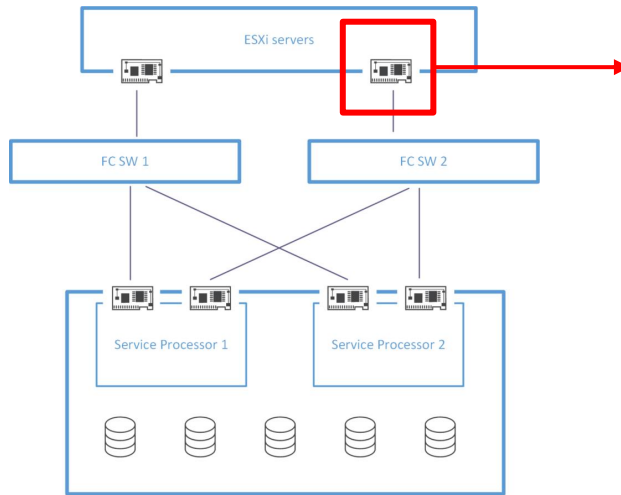 ESXi servers
FC SW 1
FC SW 2
Service Processor 1
Service Processor 2